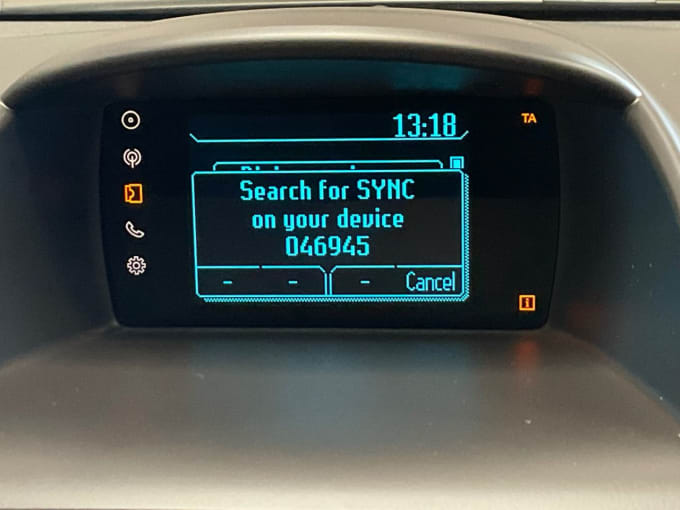 13:18
TA
Search for SYNC
on your device
046945
- - - Cancel
i